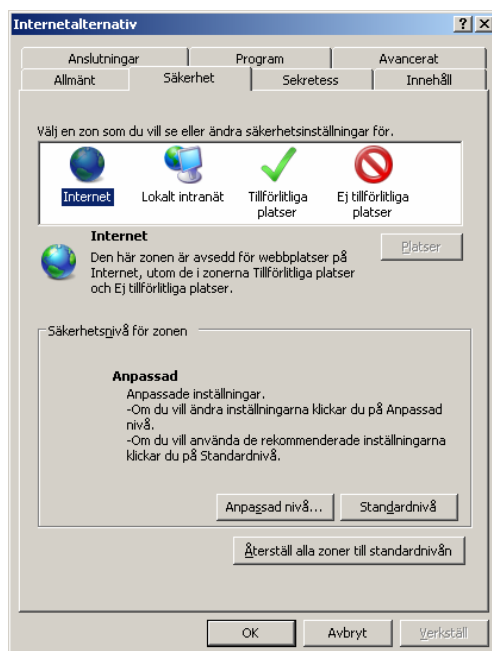 Internetalternativ
Anslutningar Program Avancerat
Allmänt Säkerhet Sekretess Innehåll
Välj en zon som du vill se eller ändra säkerhetsinställningar för.
Internet Lokalt intranät Tillförlitliga platser Ej tillförlitliga platser
Internet
Den här zonen är avsedd för webbplatser på
Internet, utom de i zonerna Tillförlitliga platser
och Ej tillförlitliga platser.
Platser
Säkerhetsnivå för zonen
Anpassad
Anpassade inställningar.
-Om du vill ändra inställningarna klickar du på Anpassad
nivå.
-Om du vill använda de rekommenderade inställningarna
klickar du på Standardnivå.
Anpassad nivå... Standardnivå
Återställ alla zoner till standardnivån
OK Avbryt Verkställ